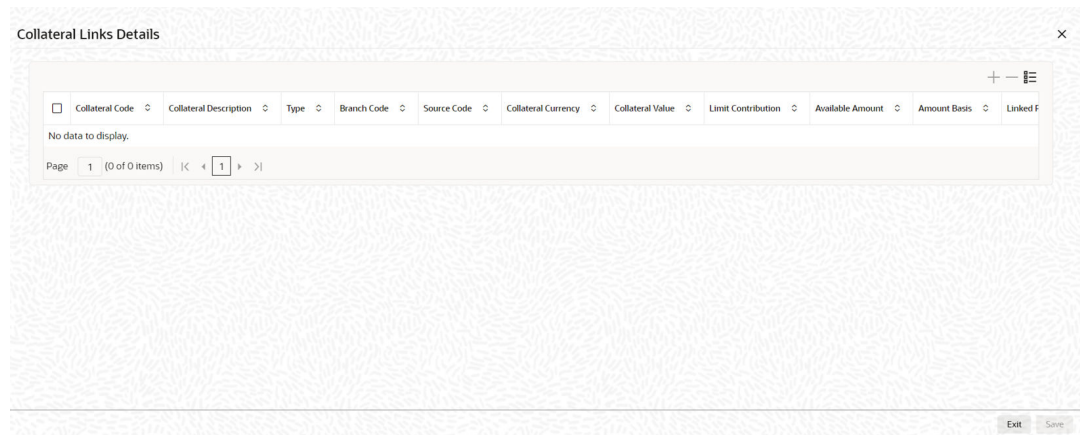 Collateral Links Details
Collateral Code Collateral Description Type Branch Code Source Code Collateral Currency Collateral Value Limit Contribution Available Amount Amount Basis Linked
No data to display.
Page 1 (0 of 0 items) 1
Exit Save